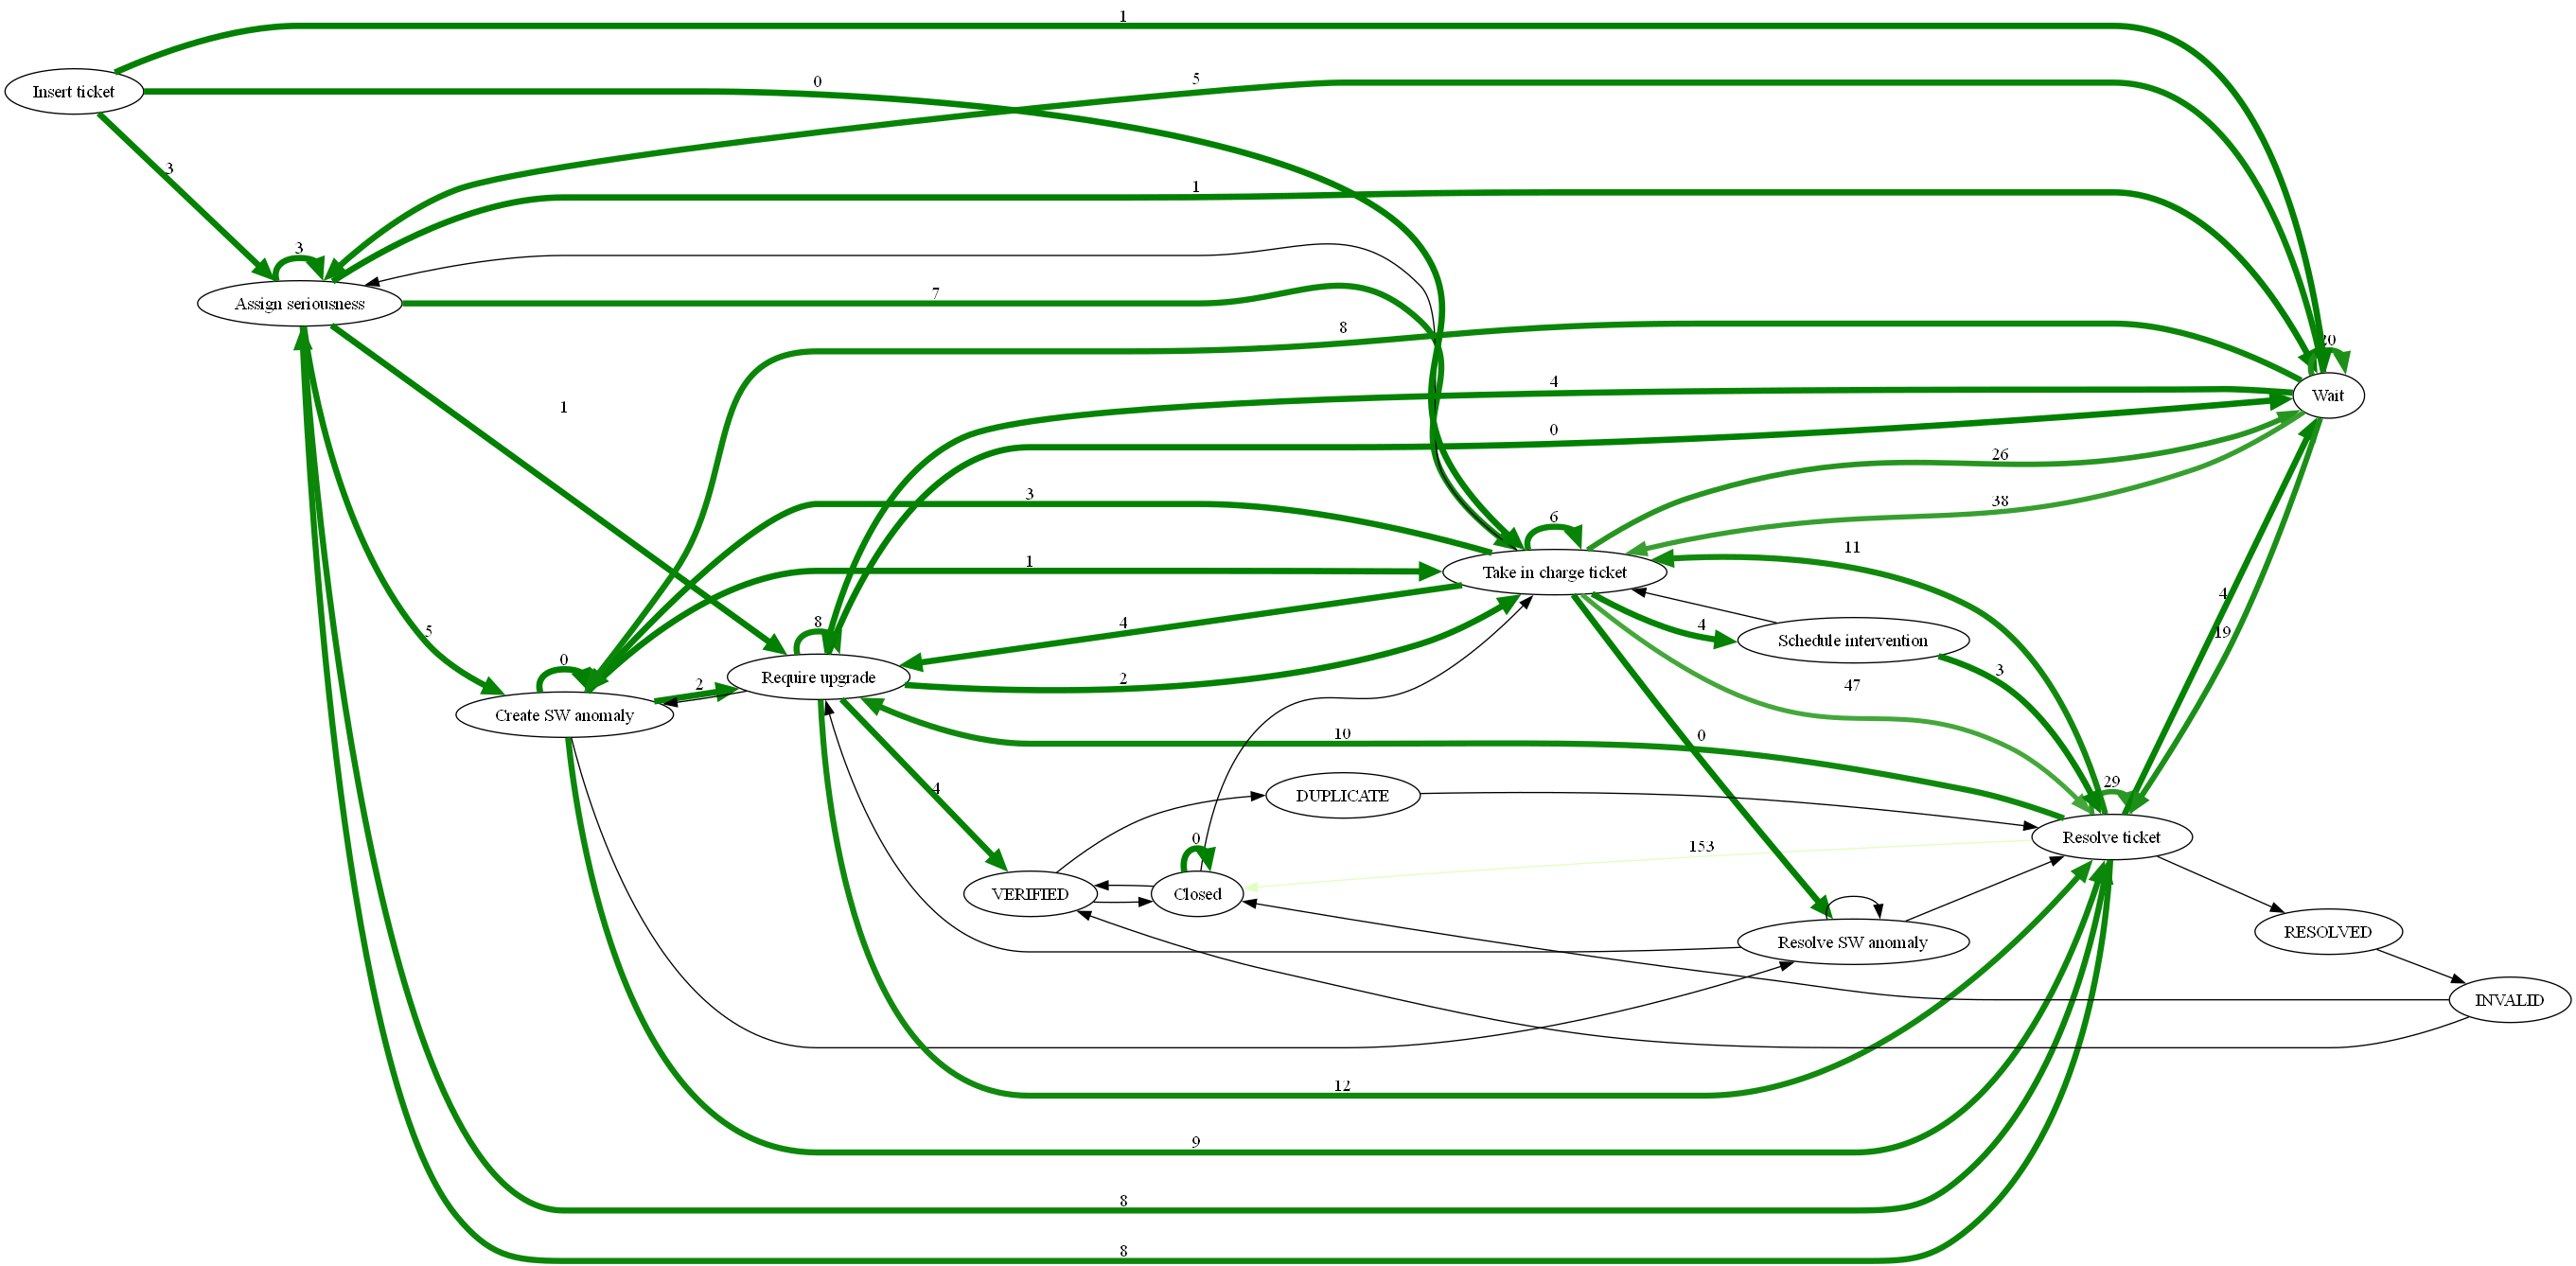 1
5
0
Insert ticket
3
1
3
7
Assign seriousness
8
20
4
Wait
1
0
26
3
38
6
11
1
Take in charge ticket
4
4
5
8
4
Schedule intervention
0
2
3
Require upgrade
2
47
19
Create SW anomaly
10
0
4
29
DUPLICATE
0
153
Resolve ticket
VERIFIED
Closed
RESOLVED
Resolve SW anomaly
INVALID
12
9
8
8